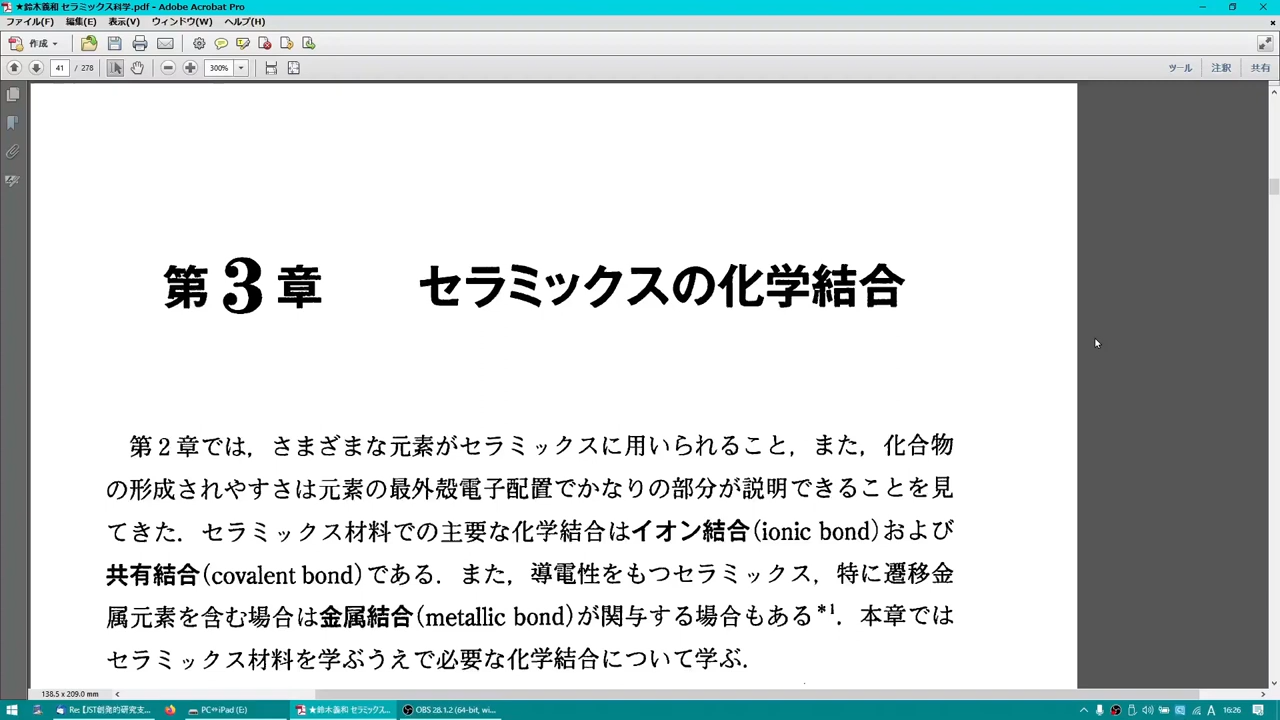 ★鈴木義和 セラミックス科学.pdf - Adobe Acrobat Pro
ファイル(F) 編集(E) 表示(V) ウィンドウ(W) ヘルプ(H)
作成
41 / 278 300% ツール 注釈 共有
第3章 セラミックスの化学結合
第2章では，さまざまな元素がセラミックスに用いられること，また，化合物
の形成されやすさは元素の最外殻電子配置でかなりの部分が説明できることを見
てきた．セラミックス材料での主要な化学結合はイオン結合(ionic bond)および
共有結合(covalent bond)である．また，導電性をもつセラミックス，特に遷移金
属元素を含む場合は金属結合(metallic bond)が関与する場合もある*1．本章では
セラミックス材料を学ぶうえで必要な化学結合について学ぶ．
138.5 x 209.0 mm
Re: 【JST創発的研究支... PC⇔iPad (E:) ★鈴木義和 セラミックス... OBS 28.1.2 (64-bit, wi... A 16:26